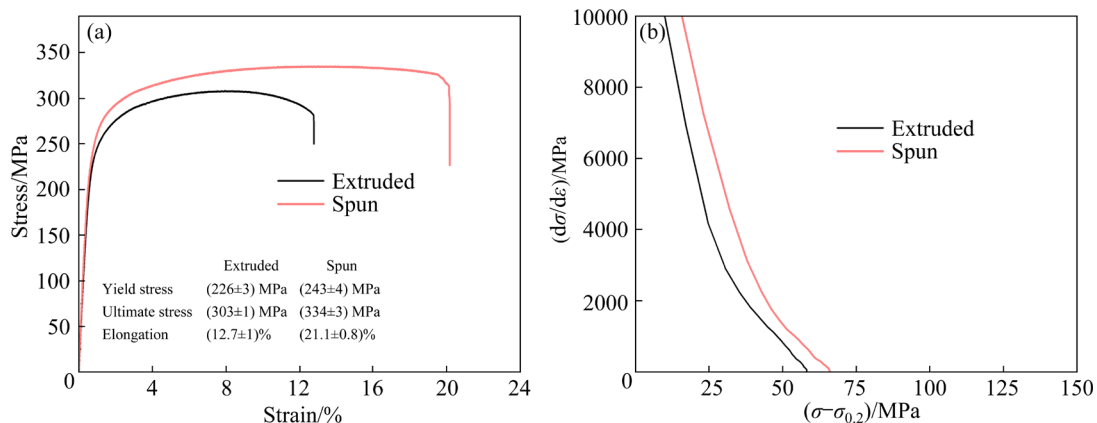 (a)
350
300
250
200
150
100
50
0
4
8
12
16
20
24
Stress/MPa
Strain/%
Extruded
Spun
Extruded Spun
Yield stress (226±3) MPa (243±4) MPa
Ultimate stress (303±1) MPa (334±3) MPa
Elongation (12.7±1)% (21.1±0.8)%
(b)
10000
8000
6000
4000
2000
0
25
50
75
100
125
150
(dσ/dε)/MPa
(σ–σ0.2)/MPa
Extruded
Spun